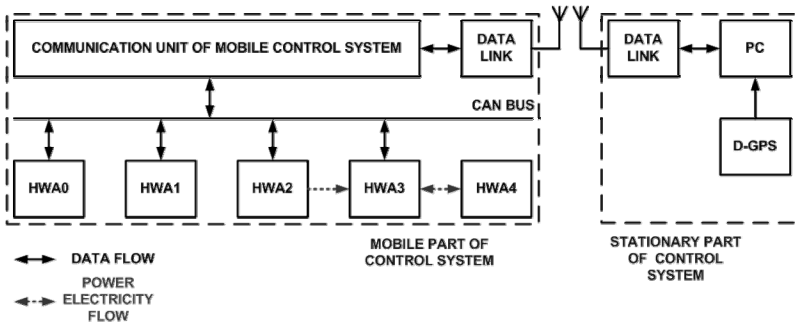 COMMUNICATION UNIT OF MOBILE CONTROL SYSTEM
DATA
LINK
DATA
LINK
PC
CAN BUS
D-GPS
HWA0
HWA1
HWA2
HWA3
HWA4
MOBILE PART OF
CONTROL SYSTEM
STATIONARY PART
OF CONTROL
SYSTEM
DATA FLOW
POWER
ELECTRICITY
FLOW